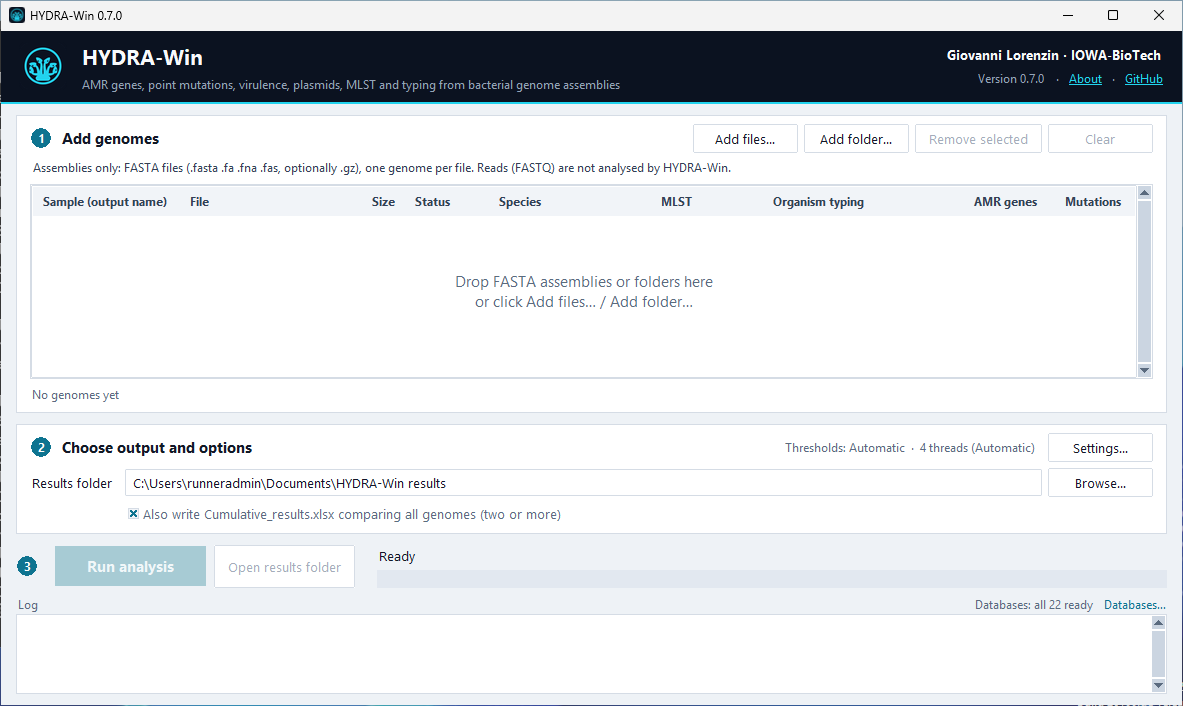 HYDRA-Win 0.7.0
HYDRA-Win
AMR genes, point mutations, virulence, plasmids, MLST and typing from bacterial genome assemblies
Giovanni Lorenzin · IOWA-BioTech
Version 0.7.0 · About · GitHub
1 Add genomes
Add files... Add folder... Remove selected Clear
Assemblies only: FASTA files (.fasta .fa .fna .fas, optionally .gz), one genome per file. Reads (FASTQ) are not analysed by HYDRA-Win.
Sample (output name) File Size Status Species MLST Organism typing AMR genes Mutations
Drop FASTA assemblies or folders here
or click Add files... / Add folder...
No genomes yet
2 Choose output and options
Thresholds: Automatic · 4 threads (Automatic) Settings...
Results folder C:\Users\runneradmin\Documents\HYDRA-Win results Browse...
Also write Cumulative_results.xlsx comparing all genomes (two or more)
3 Run analysis Open results folder Ready
Log Databases: all 22 ready Databases...